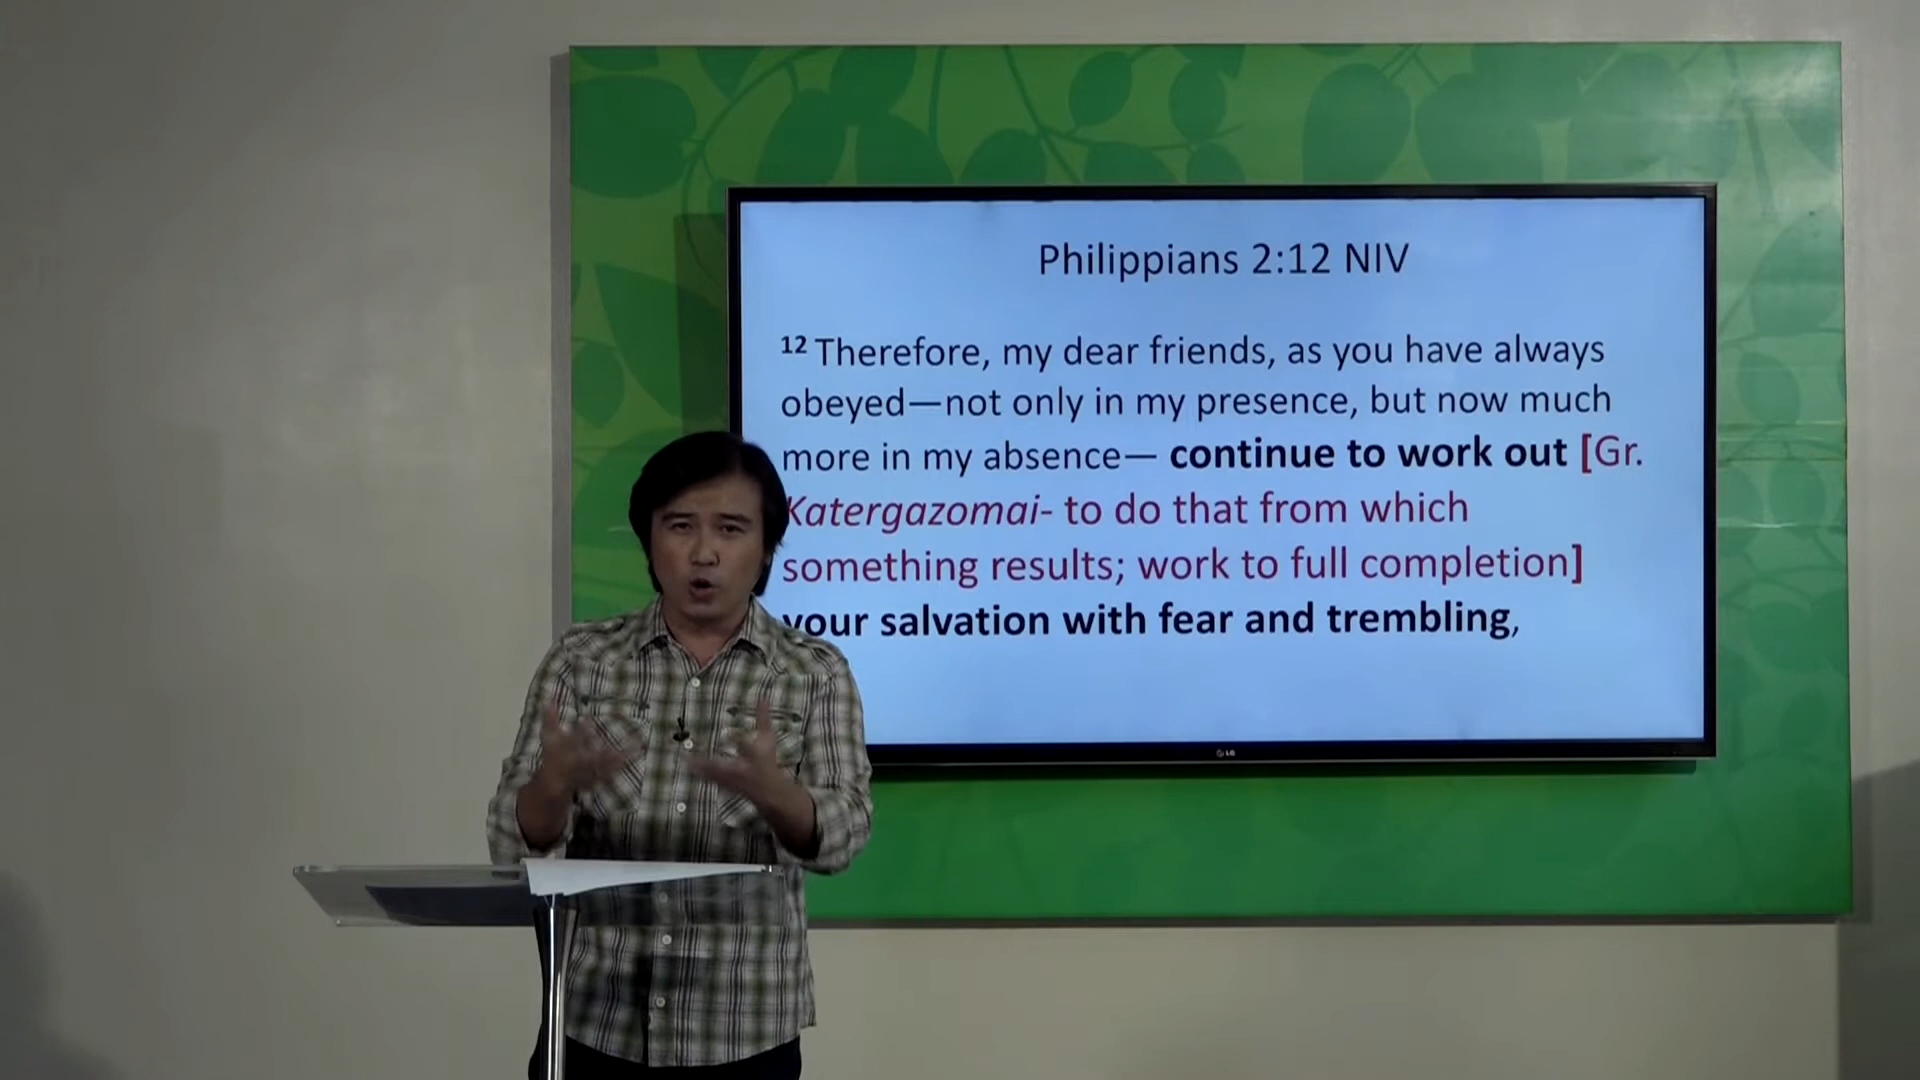 Philippians 2:12 NIV
12 Therefore, my dear friends, as you have always
obeyed—not only in my presence, but now much
more in my absence— continue to work out [Gr.
Katergazomai- to do that from which
something results; work to full completion]
your salvation with fear and trembling,
LG